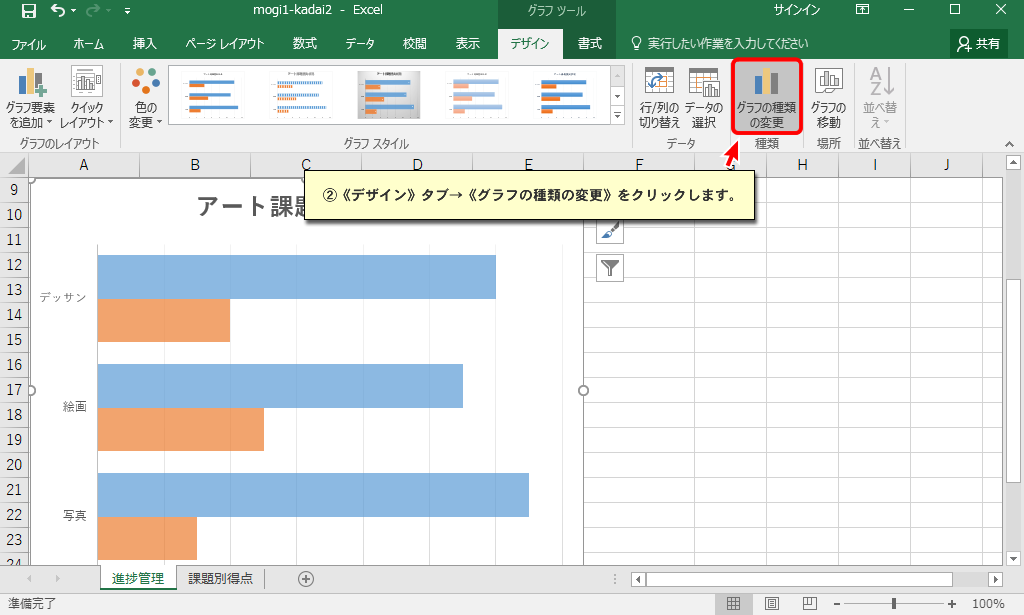 mogi1-kadai2 - Excel
グラフ ツール
サインイン
ファイル
ホーム
挿入
ページ レイアウト
数式
データ
校閲
表示
デザイン
書式
実行したい作業を入力してください
共有
グラフ要素
を追加
クイック
レイアウト
色の
変更
行/列の
切り替え
データの
選択
グラフの種類
の変更
グラフの
移動
並べ替
え
グラフのレイアウト
グラフ スタイル
データ
種類
場所
並べ替え
A B C D E F G H I J
②《デザイン》タブ→《グラフの種類の変更》をクリックします。
アート課題
9
10
11
12
13
14
15
16
17
18
19
20
21
22
23
24
デッサン
絵画
写真
進捗管理
課題別得点
準備完了
100%